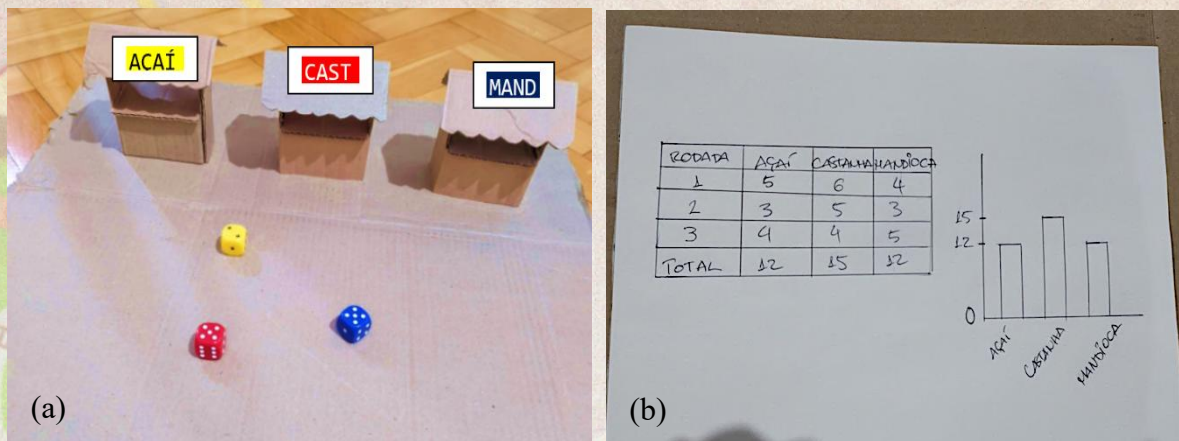 AÇAÍ
CAST
MAND
(a)
RODADA AÇAÍ CASTANHA MANDIOCA
1 5 6 4
2 3 5 3
3 4 4 5
TOTAL 12 15 12
15
12
0
AÇAÍ
CASTANHA
MANDIOCA
(b)